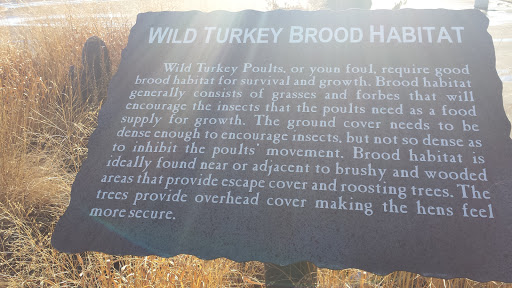 WILD TURKEY BROOD HABITAT
Wild Turkey Poults, or youn foul, require good
brood habitat for survival and growth. Brood habitat
generally consists of grasses and forbes that will
encourage the insects that the poults need as a food
supply for growth. The ground cover needs to be
dense enough to encourage insects, but not so dense as
to inhibit the poults' movement. Brood habitat is
ideally found near or adjacent to brushy and wooded
areas that provide escape cover and roosting trees. The
trees provide overhead cover making the hens feel
more secure.